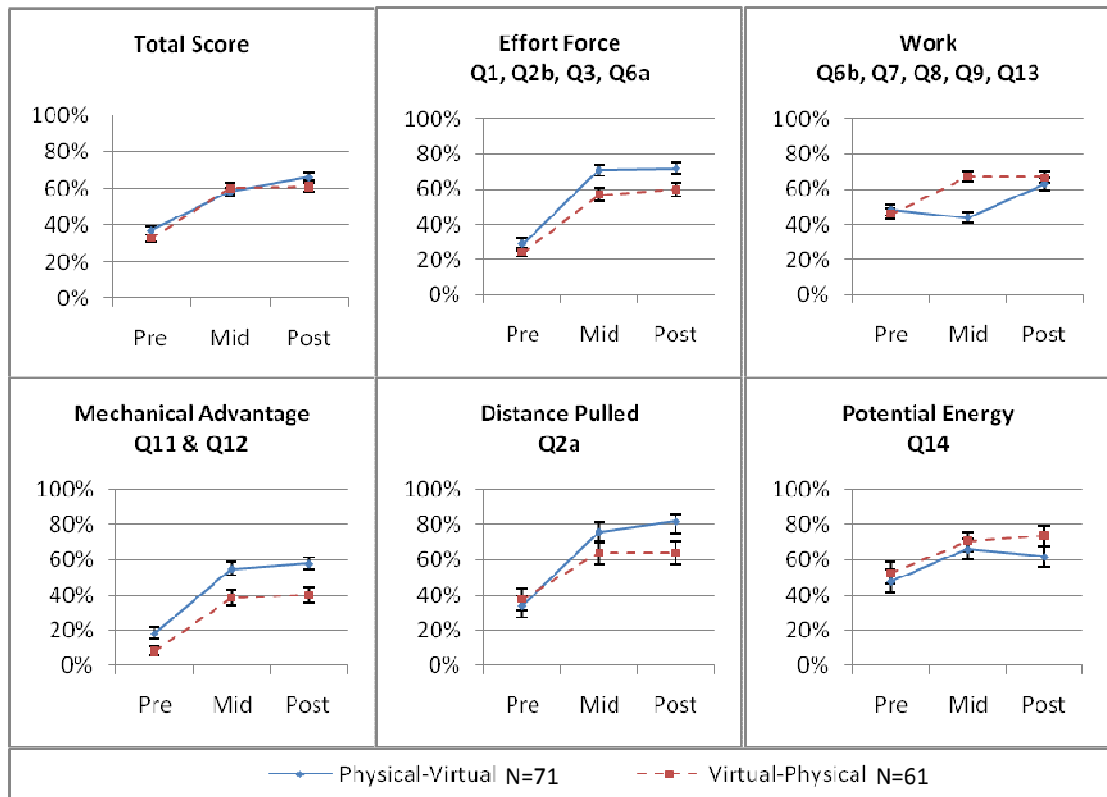 Total Score
100%
80%
60%
40%
20%
0%
Pre Mid Post
Effort Force
Q1, Q2b, Q3, Q6a
100%
80%
60%
40%
20%
0%
Pre Mid Post
Work
Q6b, Q7, Q8, Q9, Q13
100%
80%
60%
40%
20%
0%
Pre Mid Post
Mechanical Advantage
Q11 & Q12
100%
80%
60%
40%
20%
0%
Pre Mid Post
Distance Pulled
Q2a
100%
80%
60%
40%
20%
0%
Pre Mid Post
Potential Energy
Q14
100%
80%
60%
40%
20%
0%
Pre Mid Post
Physical-Virtual N=71 Virtual-Physical N=61